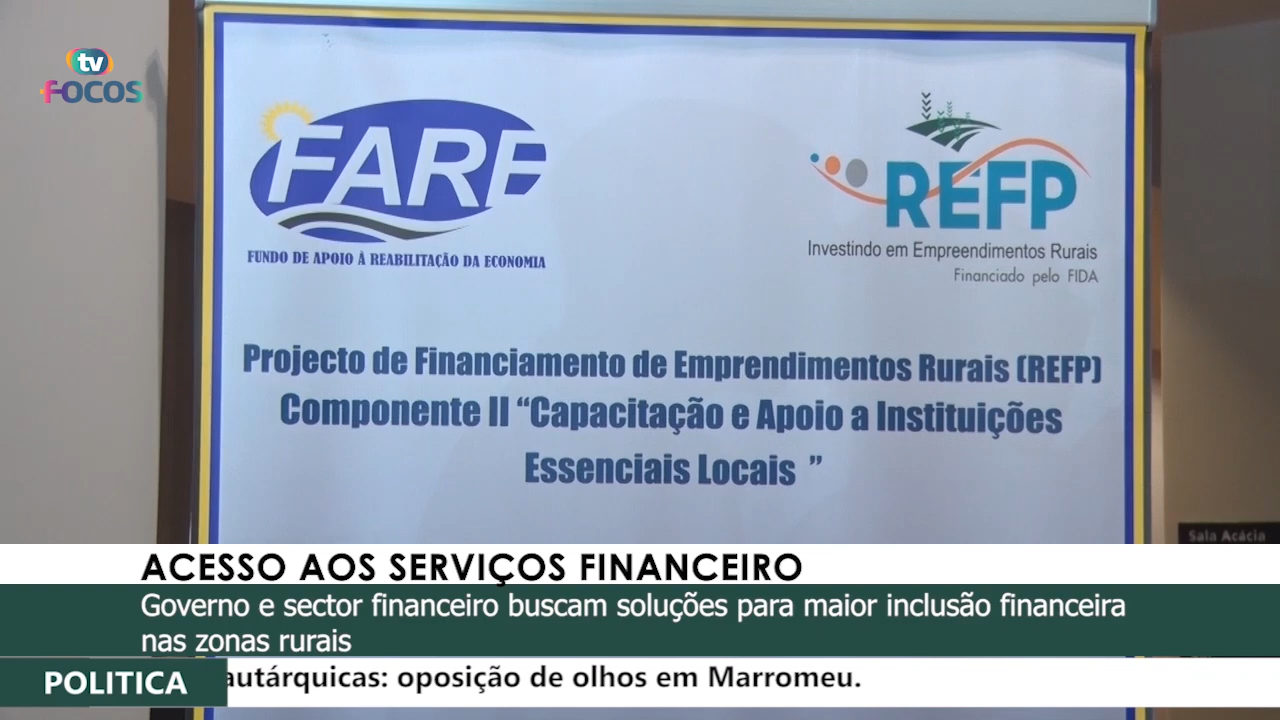 tv
FOCOS
FARE
FUNDO DE APOIO À REABILITAÇÃO DA ECONOMIA
REFP
Investindo em Empreendimentos Rurais
Financiado pelo FIDA
Projecto de Financiamento de Emprendimentos Rurais (REFP)
Componente II “Capacitação e Apoio a Instituições
Essenciais Locais ”
Sala Acácia
ACESSO AOS SERVIÇOS FINANCEIRO
Governo e sector financeiro buscam soluções para maior inclusão financeira
nas zonas rurais
POLITICA
autárquicas: oposição de olhos em Marromeu.